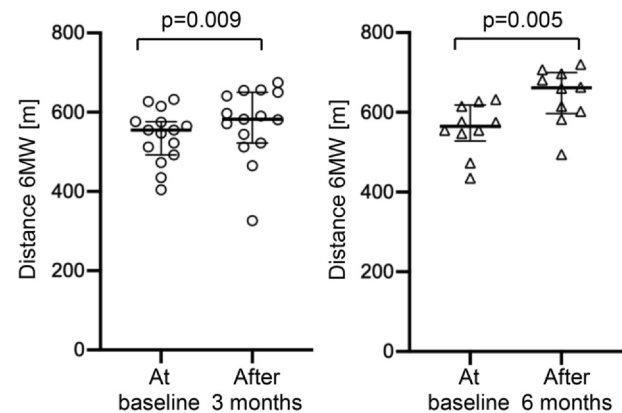 p=0.009
Distance 6MW [m]
800
600
400
200
0
At baseline
After 3 months
p=0.005
Distance 6MW [m]
800
600
400
200
0
At baseline
After 6 months